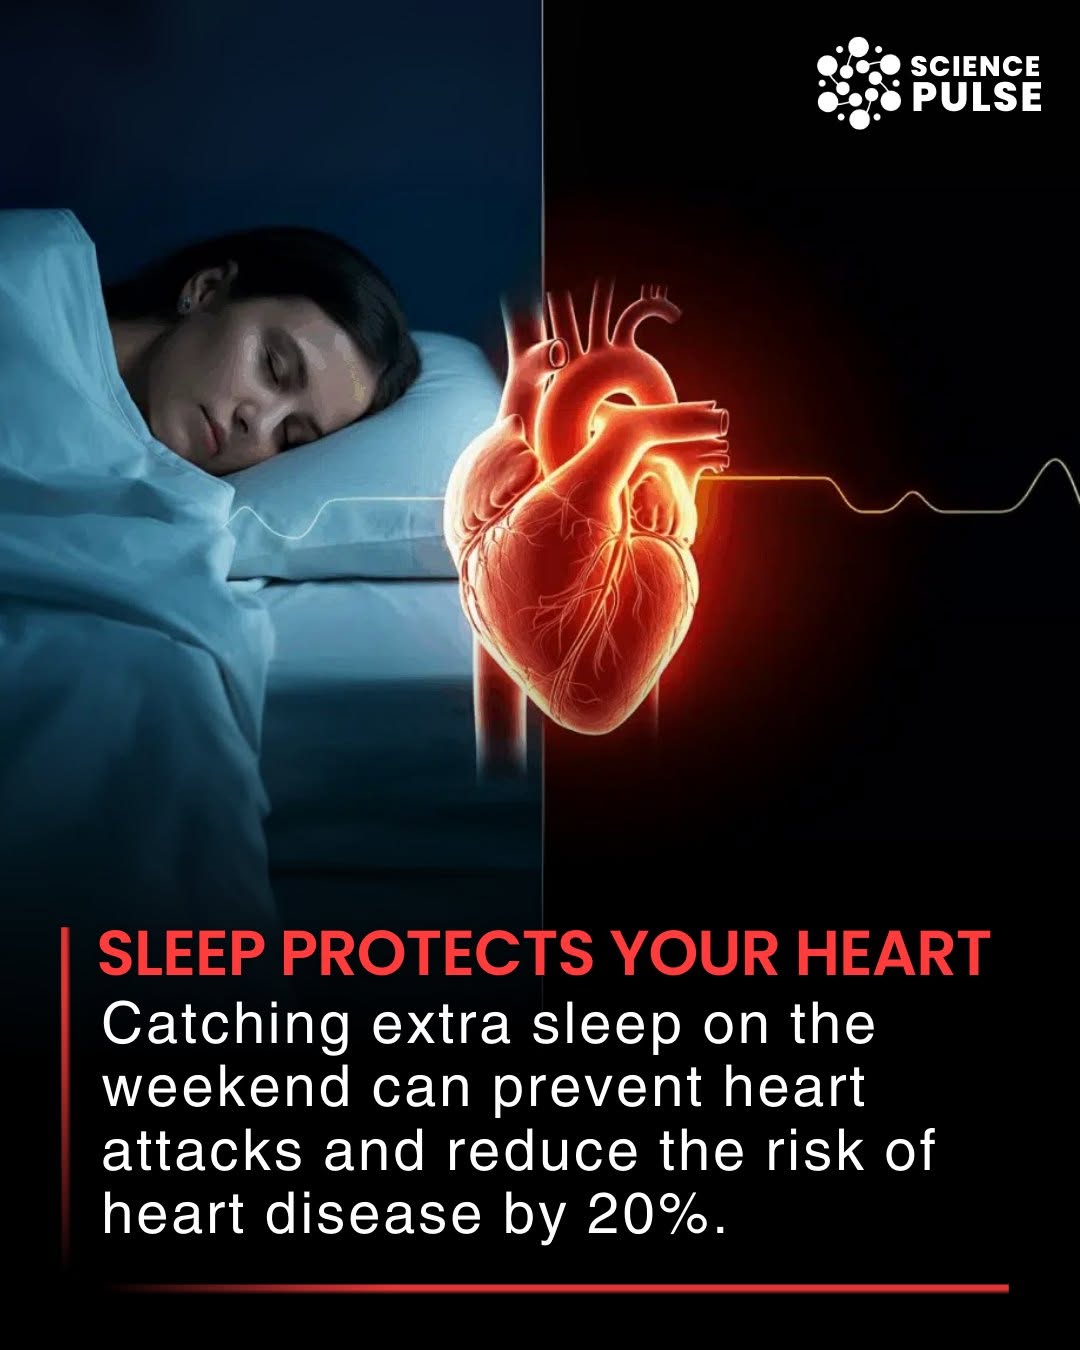 SCIENCE
PULSE
SLEEP PROTECTS YOUR HEART
Catching extra sleep on the
weekend can prevent heart
attacks and reduce the risk of
heart disease by 20%.